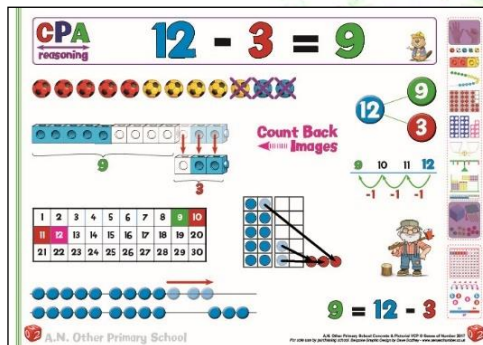 CPA
reasoning
12 - 3 = 9
9
12
3
Count Back
Images
9 10 11 12
-1 -1 -1
9
3
1 2 3 4 5 6 7 8 9 10
11 12 13 14 15 16 17 18 19 20
21 22 23 24 25 26 27 28 29 30
9 = 12 - 3
A.N. Other Primary School